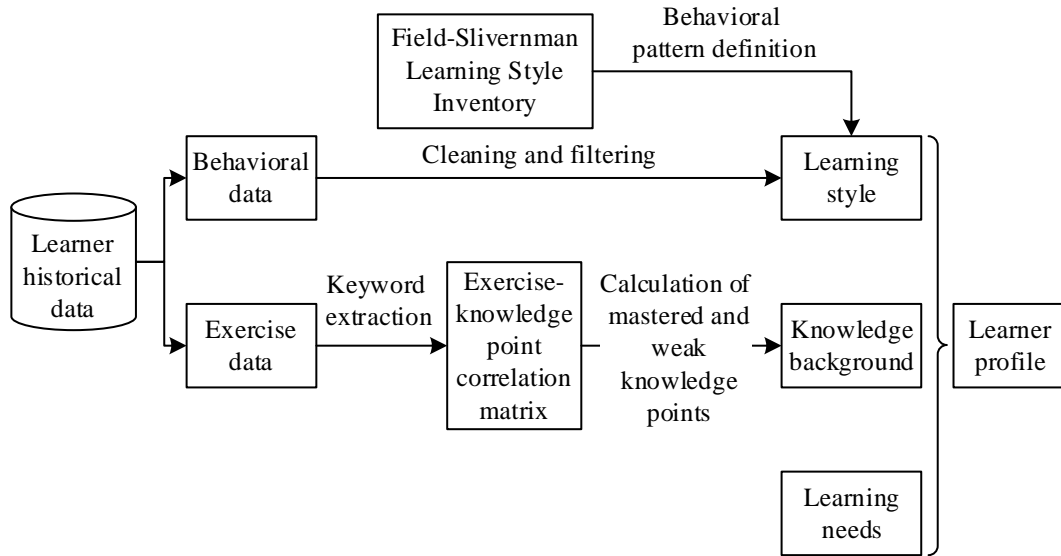 Field-Slivernman
Learning Style
Inventory
Behavioral
pattern definition
Behavioral
data
Cleaning and filtering
Learning
style
Learner
historical
data
Exercise
data
Keyword
extraction
Exercise-
knowledge
point
correlation
matrix
Calculation of
mastered and
weak
knowledge
points
Knowledge
background
Learner
profile
Learning
needs